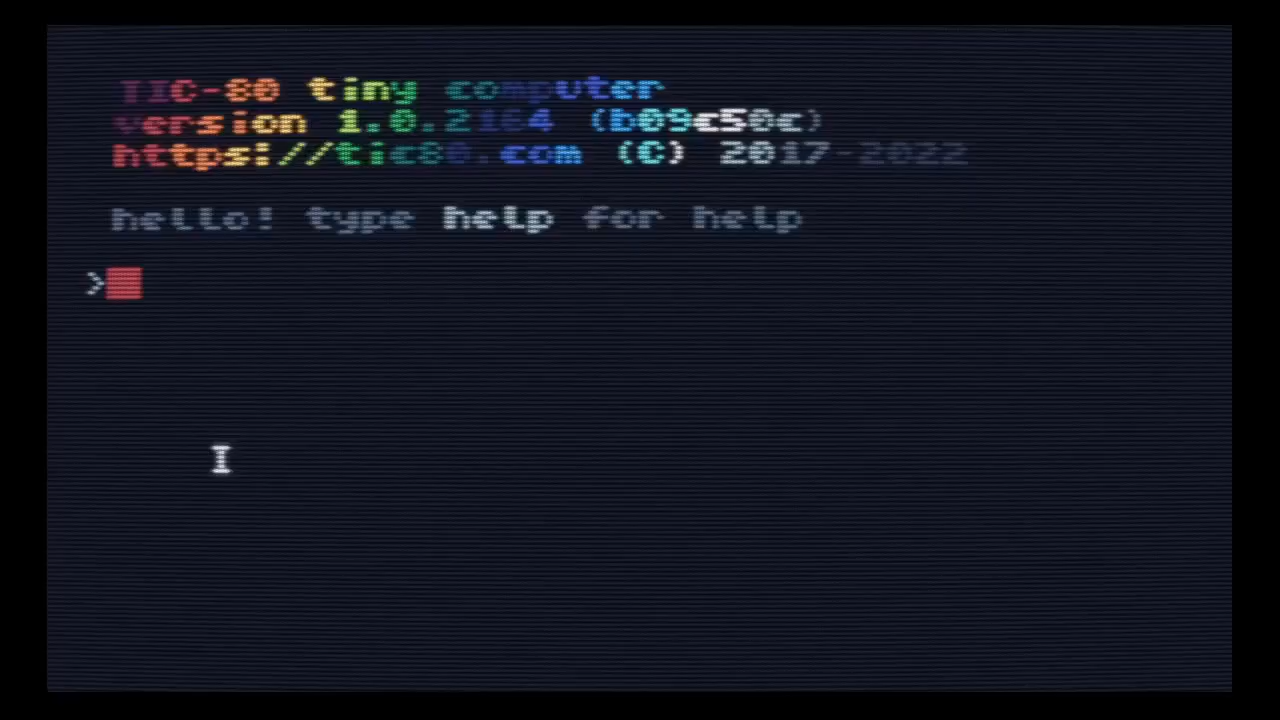 TIC-80 tiny computer
version 1.0.2164 (b09c50c)
https://tic80.com (C) 2017-2022
hello! type help for help
>